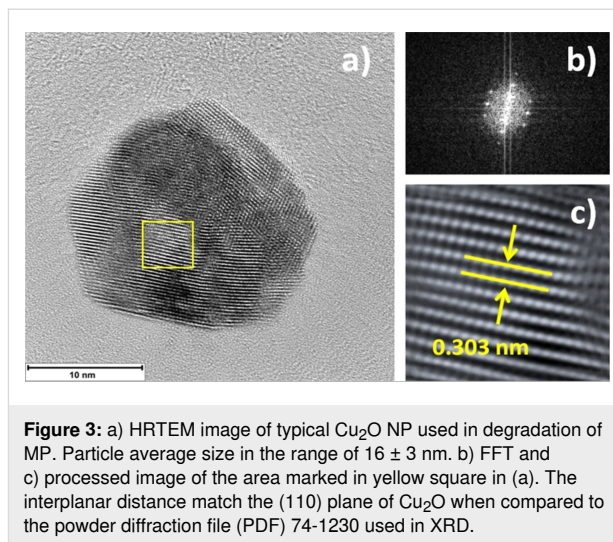 a)
b)
10 nm
c)
0.303 nm
Figure 3: a) HRTEM image of typical Cu₂O NP used in degradation of
MP. Particle average size in the range of 16 ± 3 nm. b) FFT and
c) processed image of the area marked in yellow square in (a). The
interplanar distance match the (110) plane of Cu₂O when compared to
the powder diffraction file (PDF) 74-1230 used in XRD.